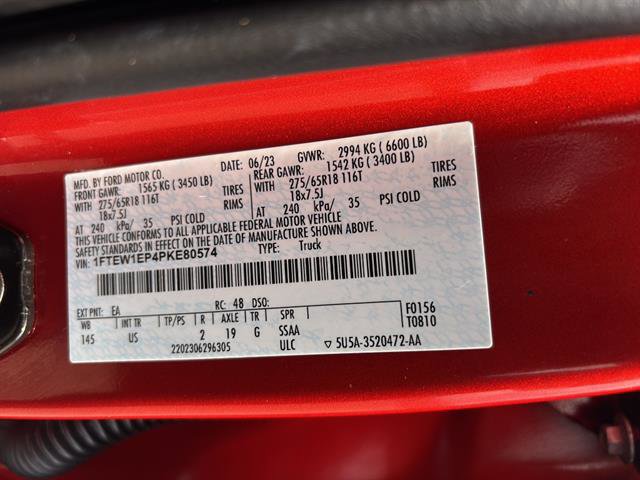 MFD. BY FORD MOTOR CO. DATE: 06/23 GVWR: 2994 KG ( 6600 LB)
FRONT GAWR: 1565 KG ( 3450 LB) REAR GAWR: 1542 KG ( 3400 LB)
WITH 275/65R18 116T TIRES WITH 275/65R18 116T TIRES
18x7.5J RIMS 18x7.5J RIMS
AT 240 kPa/ 35 PSI COLD AT 240 kPa/ 35 PSI COLD
THIS VEHICLE CONFORMS TO ALL APPLICABLE FEDERAL MOTOR VEHICLE
SAFETY STANDARDS IN EFFECT ON THE DATE OF MANUFACTURE SHOWN ABOVE.
VIN: 1FTEW1EP4PKE80574 TYPE: Truck
EXT PNT: EA RC: 48 DSO: F0156
WB INT TR TP/PS R AXLE TR SPR T0810
145 US 2 19 G SSAA
2202306296305 ULC ▽ 5U5A-3520472-AA